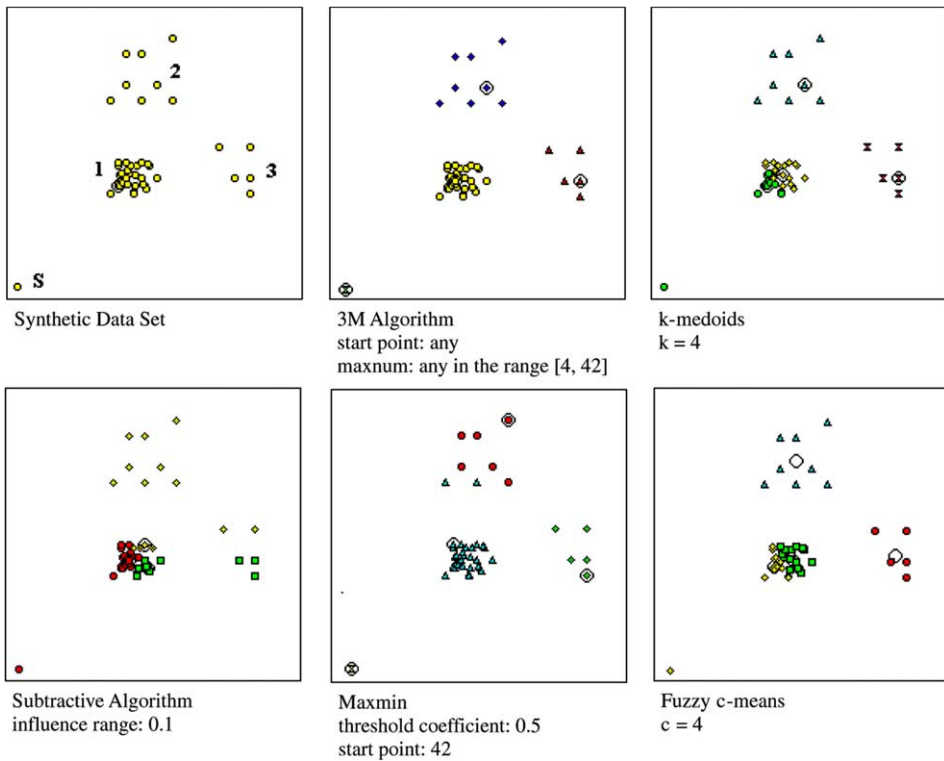 2
1
3
S
Synthetic Data Set
3M Algorithm
start point: any
maxnum: any in the range [4, 42]
k-medoids
k = 4
Subtractive Algorithm
influence range: 0.1
Maxmin
threshold coefficient: 0.5
start point: 42
Fuzzy c-means
c = 4